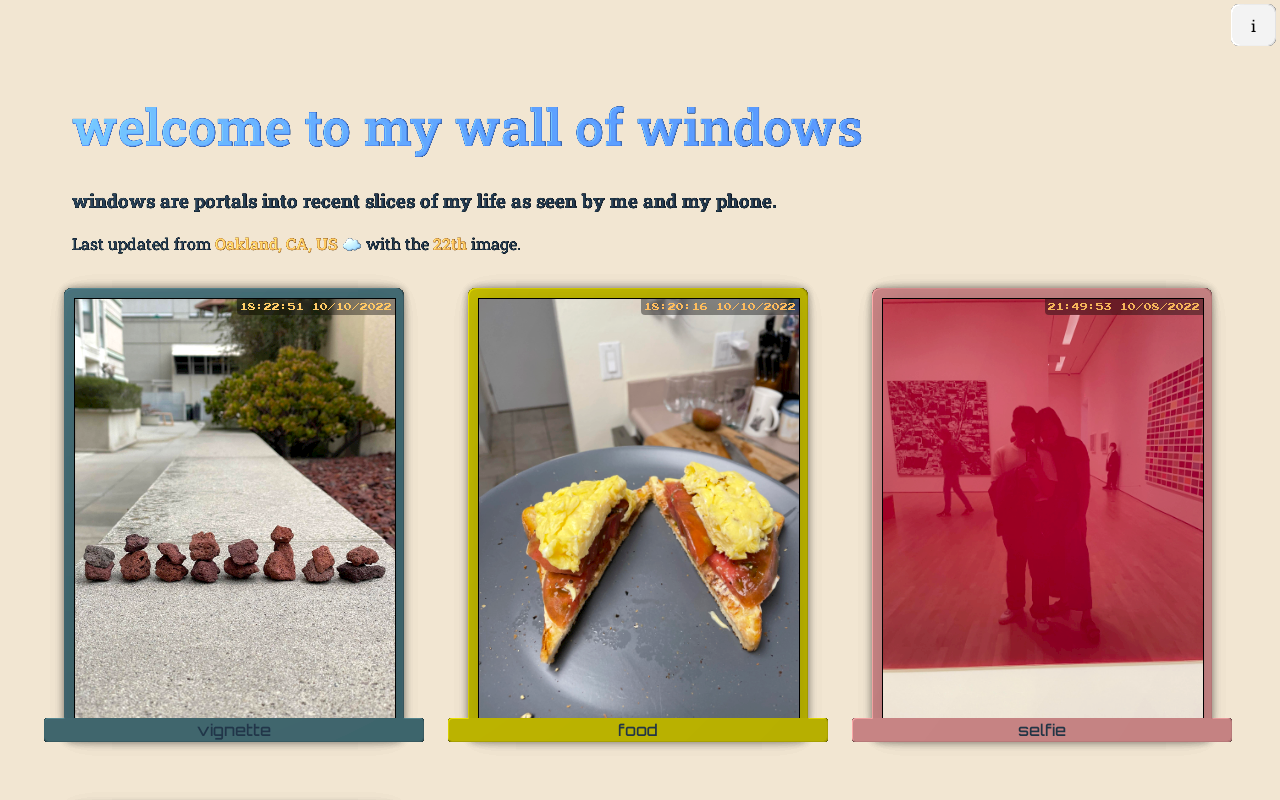 i
welcome to my wall of windows
windows are portals into recent slices of my life as seen by me and my phone.
Last updated from Oakland, CA, US ☁️ with the 22th image.
18:22:51 10/10/2022
18:20:16 10/10/2022
21:49:53 10/08/2022
vignette
food
selfie